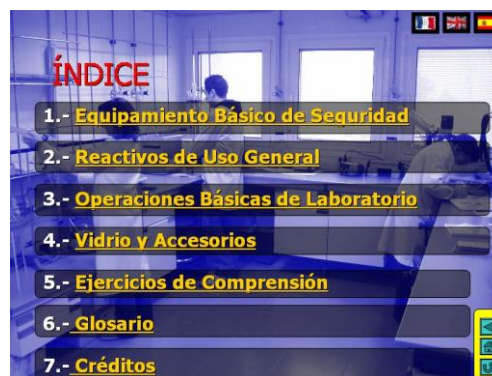 ÍNDICE
1.- Equipamiento Básico de Seguridad
2.- Reactivos de Uso General
3.- Operaciones Básicas de Laboratorio
4.- Vidrio y Accesorios
5.- Ejercicios de Comprensión
6.- Glosario
7.- Créditos